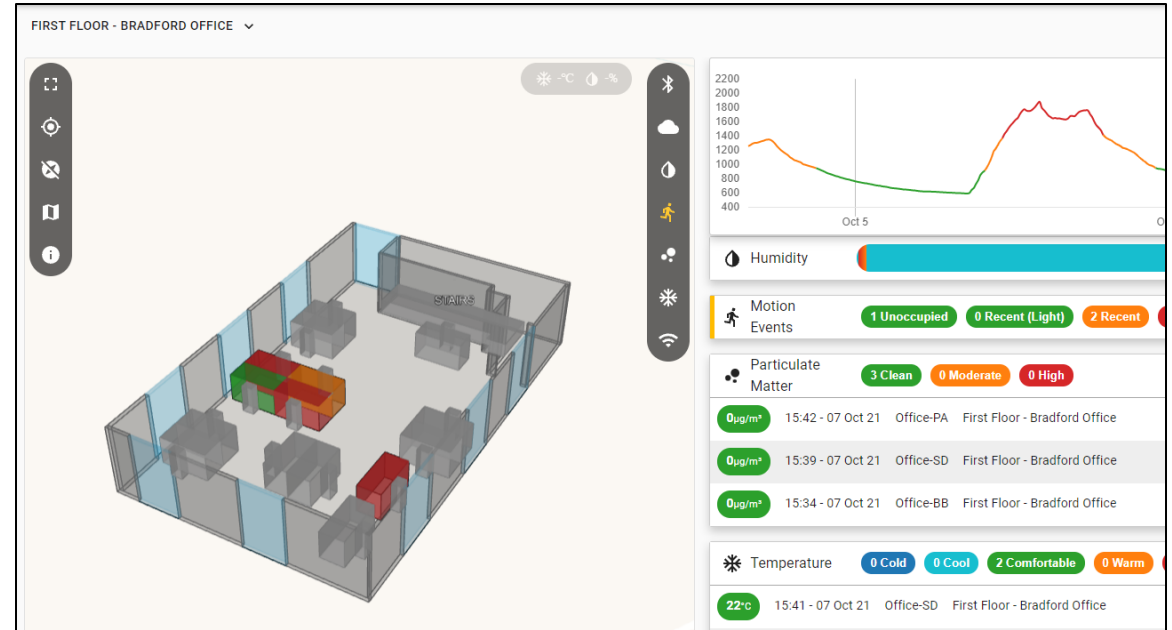 FIRST FLOOR - BRADFORD OFFICE
-°C -%
STAIRS
2200
2000
1800
1600
1400
1200
1000
800
600
400
Oct 5
O
Humidity
Motion
Events
1 Unoccupied 0 Recent (Light) 2 Recent
Particulate
Matter
3 Clean 0 Moderate 0 High
0µg/m³ 15:42 - 07 Oct 21 Office-PA First Floor - Bradford Office
0µg/m³ 15:39 - 07 Oct 21 Office-SD First Floor - Bradford Office
0µg/m³ 15:34 - 07 Oct 21 Office-BB First Floor - Bradford Office
Temperature 0 Cold 0 Cool 2 Comfortable 0 Warm
22°C 15:41 - 07 Oct 21 Office-SD First Floor - Bradford Office